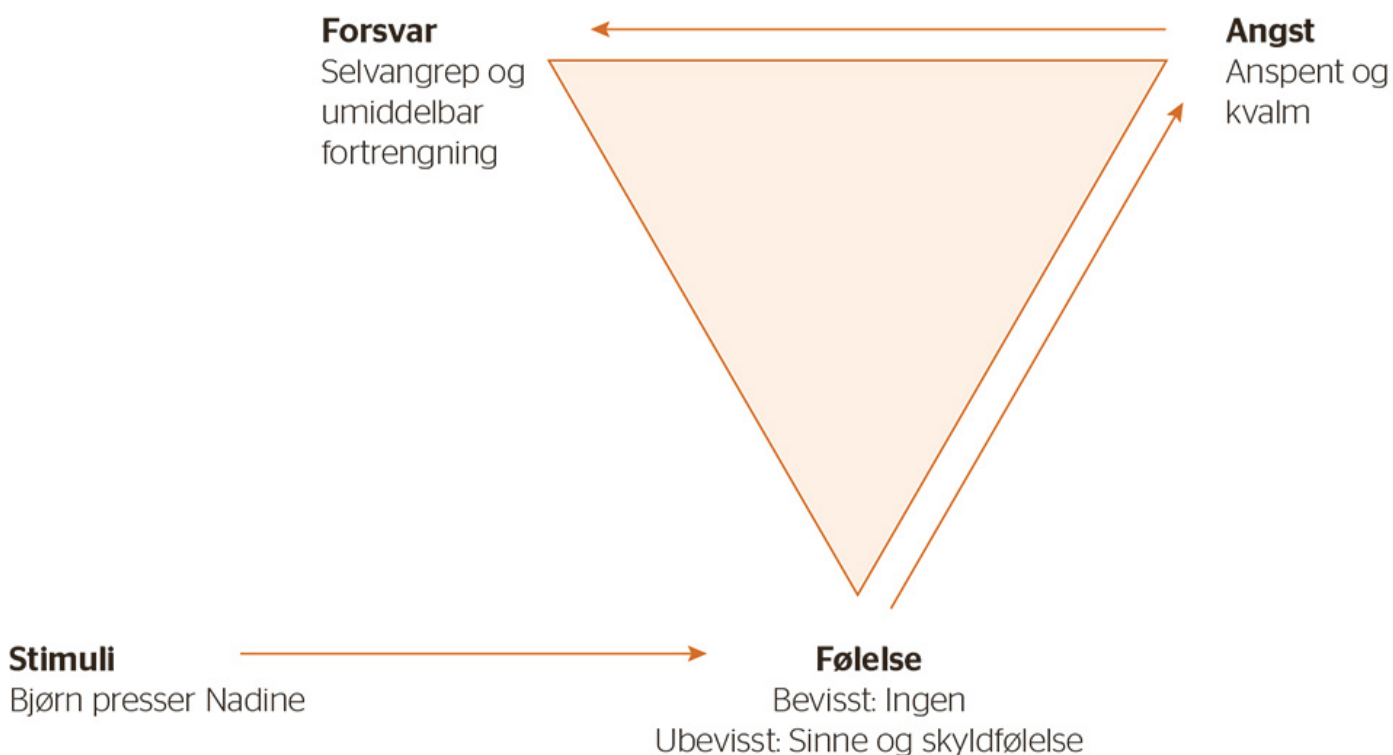 Forsvar
Selvangrep og
umiddelbar
fortrengning
Angst
Anspent og
kvalm
Stimuli
Bjørn presser Nadine
Følelse
Bevisst: Ingen
Ubevisst: Sinne og skyldfølelse